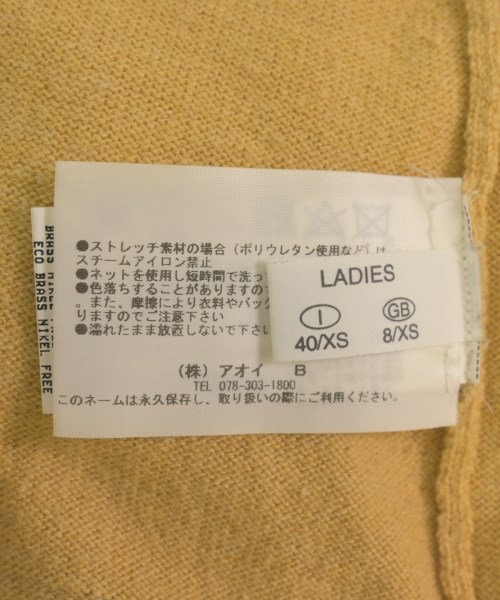 ●ストレッチ素材の場合(ポリウレタン使用など)は
スチームアイロン禁止
●ネットを使用し短時間で洗っ
●色落ちすることがありますので
。また、摩擦により衣料やバッグ
りますのでご注意下さい
●濡れたまま放置しないで下さい
(株)アオイ B
TEL 078-303-1800
このネームは永久保存し、取り扱いの際にご利用ください。
LADIES
I GB
40/XS 8/XS
ECO BRASS NIKEL FREE